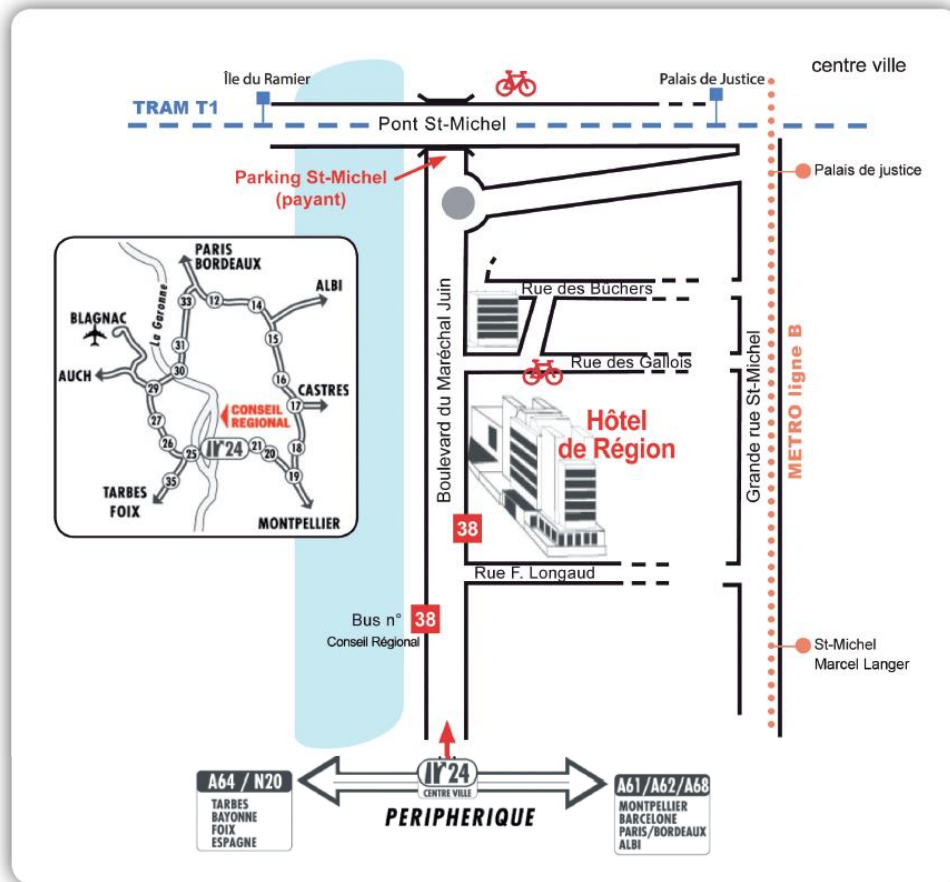 centre ville
Île du Ramier
Palais de Justice
TRAM T1
Pont St-Michel
Parking St-Michel
(payant)
Palais de justice
Boulevard du Maréchal Juin
Rue des Bûchers
Rue des Gallois
Grande rue St-Michel
METRO ligne B
Hôtel
de Région
38
Rue F. Longaud
Bus n° 38
Conseil Régional
St-Michel
Marcel Langer
PARIS
BORDEAUX
ALBI
La Garonne
BLAGNAC
AUCH
CASTRES
CONSEIL
REGIONAL
TARBES
FOIX
MONTPELLIER
33
12
14
15
31
30
16
29
17
27
26
25
24
21
20
18
19
35
24
CENTRE VILLE
PERIPHERIQUE
A64 / N20
TARBES
BAYONNE
FOIX
ESPAGNE
A61/A62/A68
MONTPELLIER
BARCELONE
PARIS/BORDEAUX
ALBI